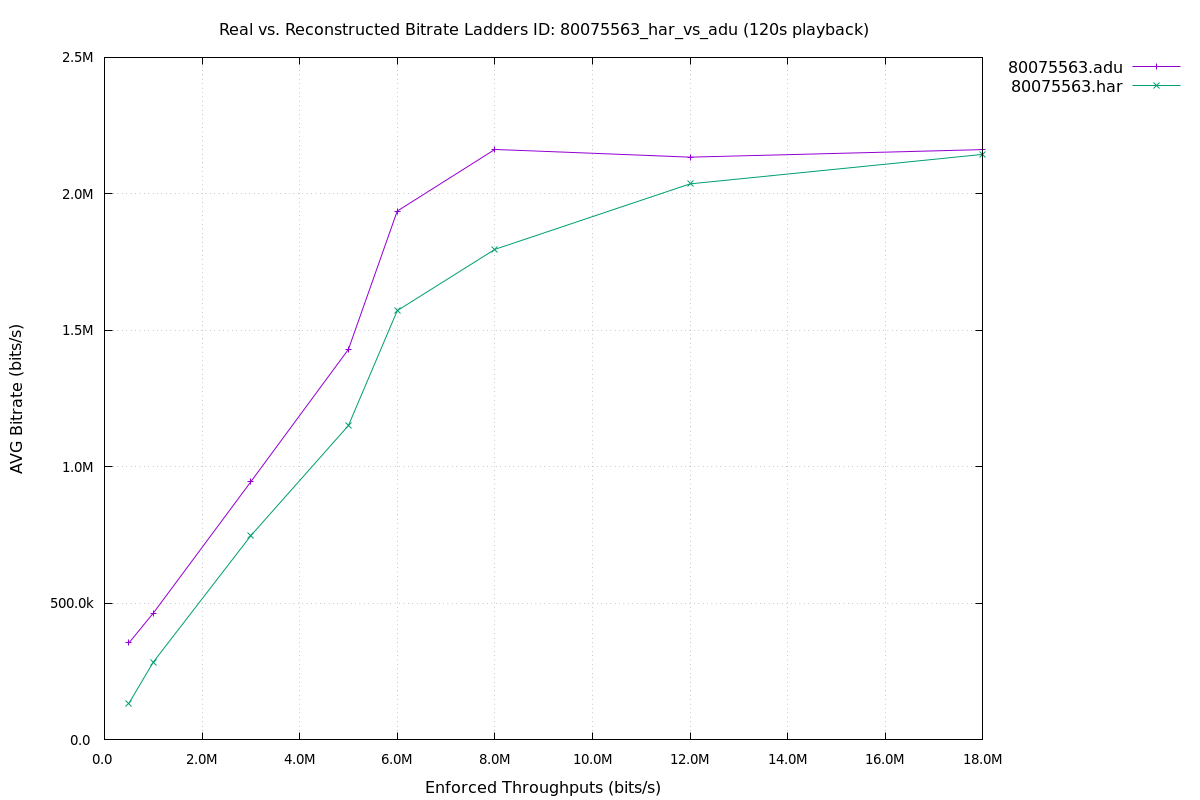 Real vs. Reconstructed Bitrate Ladders ID: 80075563_har_vs_adu (120s playback)
80075563.adu
80075563.har
2.5M
2.0M
1.5M
1.0M
500.0k
0.0
AVG Bitrate (bits/s)
0.0 2.0M 4.0M 6.0M 8.0M 10.0M 12.0M 14.0M 16.0M 18.0M
Enforced Throughputs (bits/s)